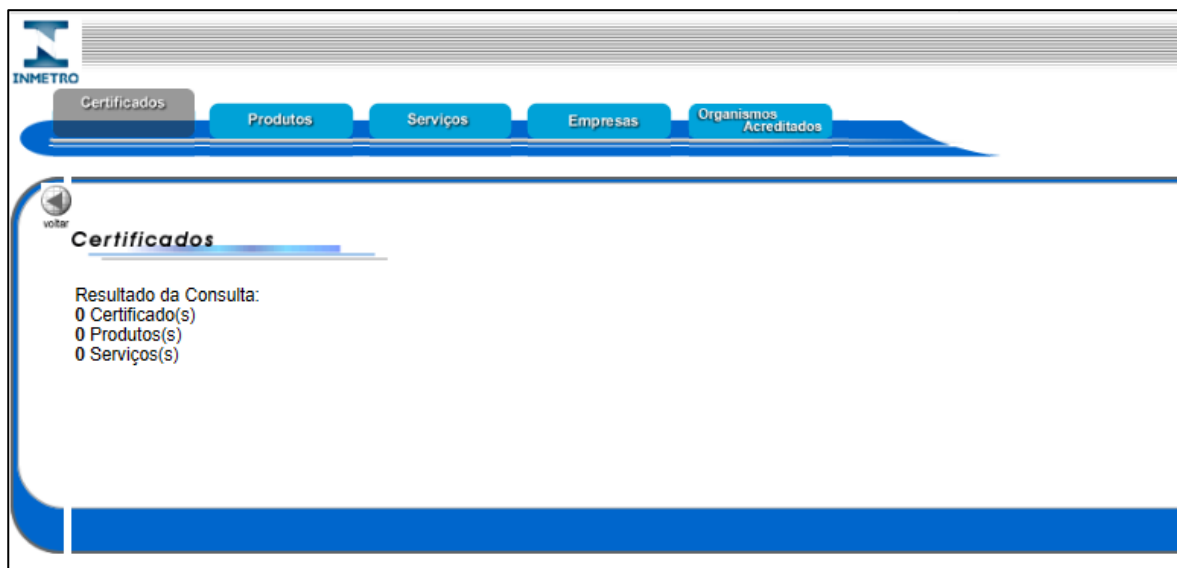 INMETRO
Certificados
Produtos
Serviços
Empresas
Organismos
Acreditados
voltar
Certificados
Resultado da Consulta:
0 Certificado(s)
0 Produtos(s)
0 Serviços(s)